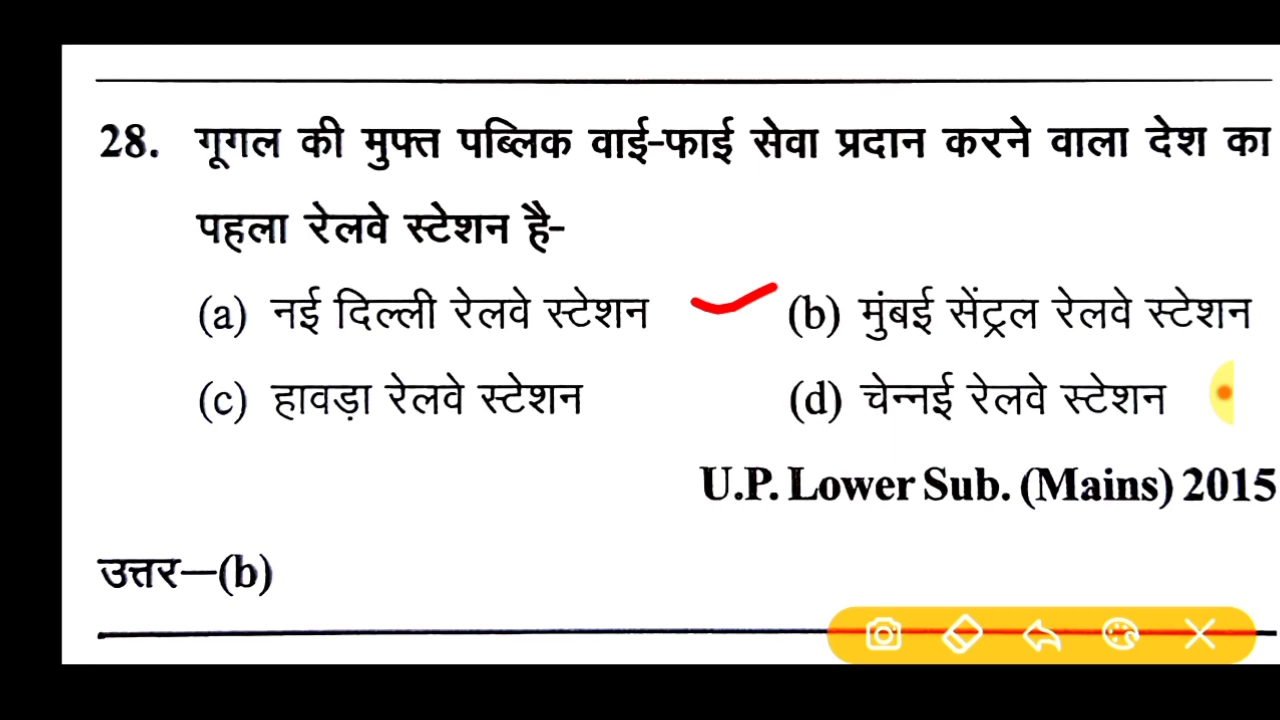 28. गूगल की मुफ्त पब्लिक वाई-फाई सेवा प्रदान करने वाला देश का
पहला रेलवे स्टेशन है-
(a) नई दिल्ली रेलवे स्टेशन (b) मुंबई सेंट्रल रेलवे स्टेशन
(c) हावड़ा रेलवे स्टेशन (d) चेन्नई रेलवे स्टेशन
U.P. Lower Sub. (Mains) 2015
उत्तर—(b)